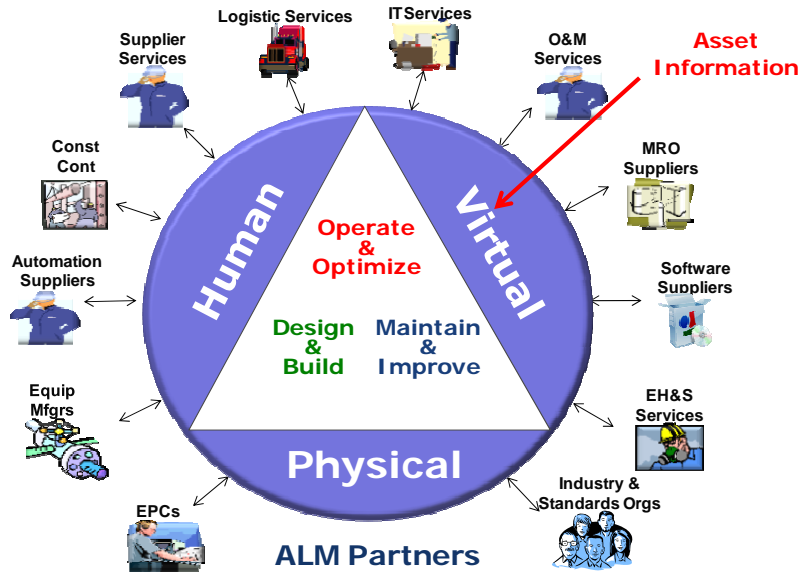 Logistic Services
ITServices
Supplier
Services
O&M
Services
Asset
Information
Const
Cont
MRO
Suppliers
Human
Virtual
Operate
&
Optimize
Automation
Suppliers
Software
Suppliers
Design
&
Build
Maintain
&
Improve
Equip
Mfgrs
EH&S
Services
Physical
Industry &
Standards Orgs
EPCs
ALM Partners